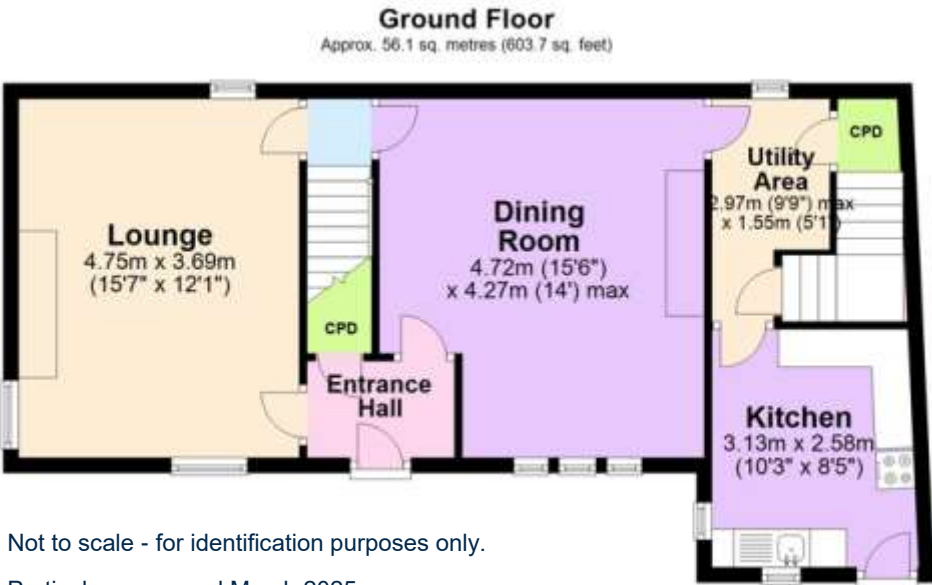 Ground Floor
Approx. 56.1 sq. metres (603.7 sq. feet)
CPD
Utility
Area
2.97m (9'9") max
x 1.55m (5'1")
Lounge
4.75m x 3.69m
(15'7" x 12'1")
Dining
Room
4.72m (15'6")
x 4.27m (14') max
CPD
Entrance
Hall
Kitchen
3.13m x 2.58m
(10'3" x 8'5")
Not to scale - for identification purposes only.
March 2025